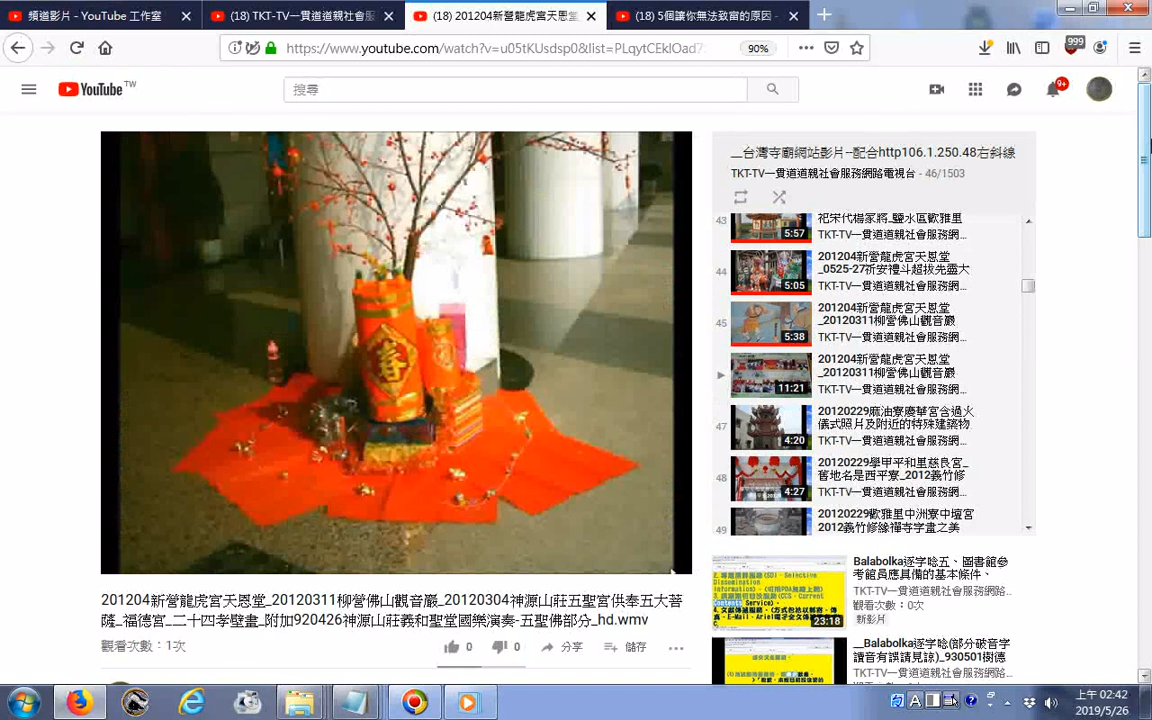 頻道影片 - YouTube 工作室
(18) TKT-TV一貫道道親社會服
(18) 201204新營龍虎宮天恩堂
(18) 5個讓你無法致富的原因 -
https://www.youtube.com/watch?v=u05tKUsdsp0&list=PLqytCEklOad7
90%
999
YouTube TW
搜尋
9+
春
__台灣寺廟網站影片--配合http106.1.250.48右斜線
TKT-TV一貫道道親社會服務網路電視台 - 46/1503
43
5:57
祀宋代楊家將_鹽水區歡雅里
TKT-TV一貫道道親社會服務網...
44
5:05
201204新營龍虎宮天恩堂
_0525-27祈安禮斗超拔先靈大
TKT-TV一貫道道親社會服務網...
45
5:38
201204新營龍虎宮天恩堂
_20120311柳營佛山觀音巖
TKT-TV一貫道道親社會服務網...
11:21
201204新營龍虎宮天恩堂
_20120311柳營佛山觀音巖
TKT-TV一貫道道親社會服務網...
47
4:20
20120229麻油寮慶華宮含過火
儀式照片及附近的特殊建築物
TKT-TV一貫道道親社會服務網...
48
4:27
20120229學甲平和里慈良宮_
舊地名是西平寮_2012義竹修
TKT-TV一貫道道親社會服務網...
49
20120229歡雅里中洲寮中壇宮
2012義竹修緣禪寺字畫之美
201204新營龍虎宮天恩堂_20120311柳營佛山觀音巖_20120304神源山莊五聖宮供奉五大菩
薩_福德宮_二十四孝壁畫_附加920426神源山莊義和聖堂國樂演奏-五聖佛部分_hd.wmv
觀看次數：1次
0
0
分享
儲存
Dissemination
Contents Service)。
23:18
Balabolka逐字唸五、圖書館參
考館員應具備的基本條件、
TKT-TV一貫道道親社會服務網...
觀看次數：0次
新影片
__Balabolka逐字唸(部分破音字
讀音有誤請見諒)_930501樹德
TKT-TV一貫道道親社會服務網...
上午 02:42
2019/5/26